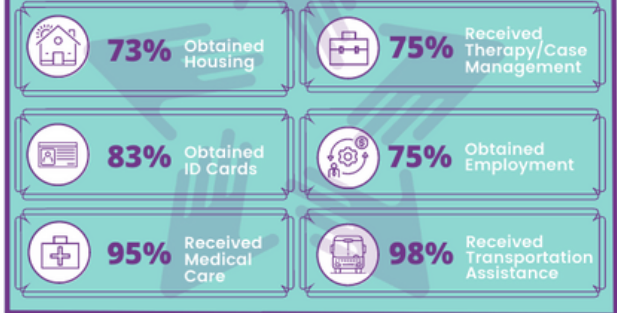 73%
Obtained
Housing
75%
Received
Therapy/Case
Management
83%
Obtained
ID Cards
75%
Obtained
Employment
95%
Received
Medical
Care
98%
Received
Transportation
Assistance